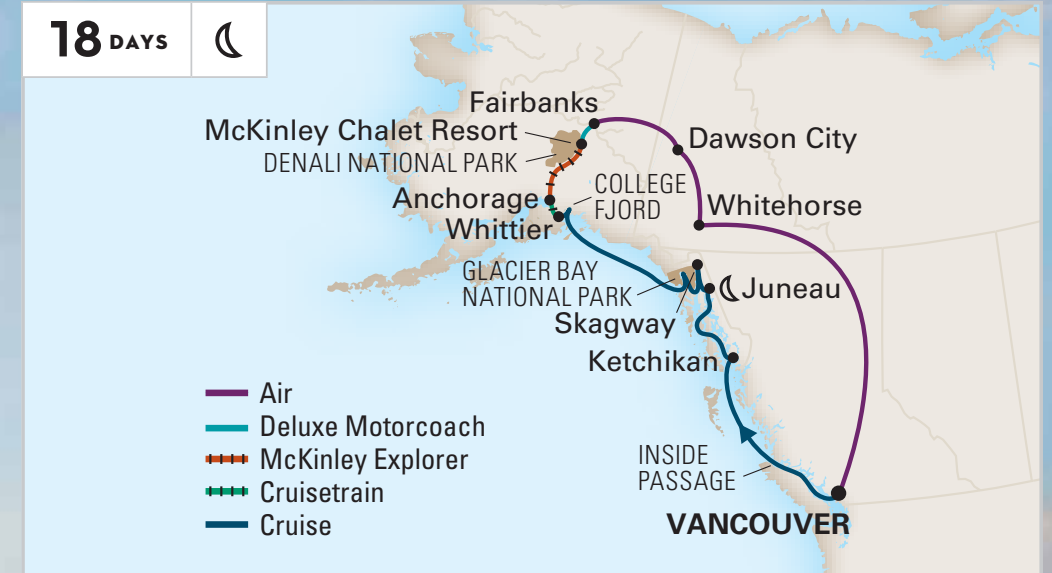 18 DAYS
Fairbanks
McKinley Chalet Resort
DENALI NATIONAL PARK
Dawson City
Anchorage
COLLEGE
FJORD
Whitehorse
Whittier
GLACIER BAY
NATIONAL PARK
Juneau
Skagway
Ketchikan
Air
Deluxe Motorcoach
McKinley Explorer
Cruisetrain
Cruise
INSIDE
PASSAGE
VANCOUVER